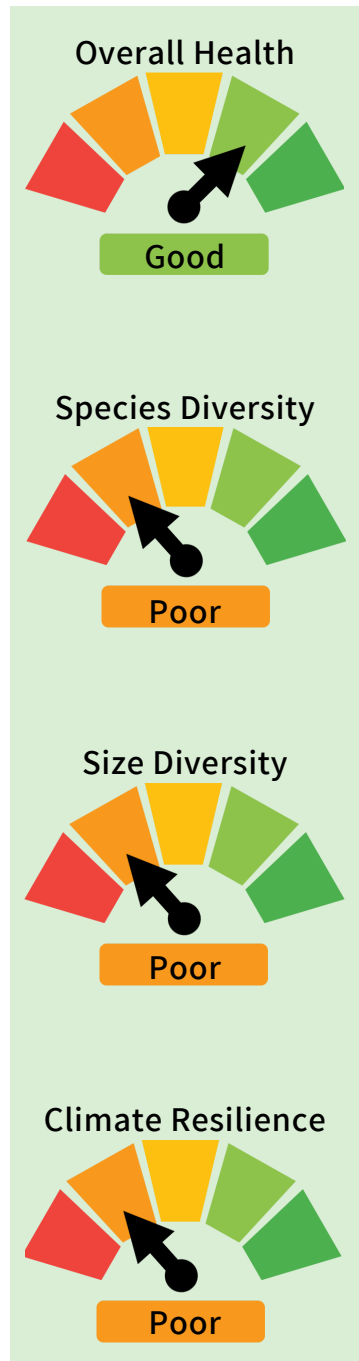 Overall Health
Good
Species Diversity
Poor
Size Diversity
Poor
Climate Resilience
Poor